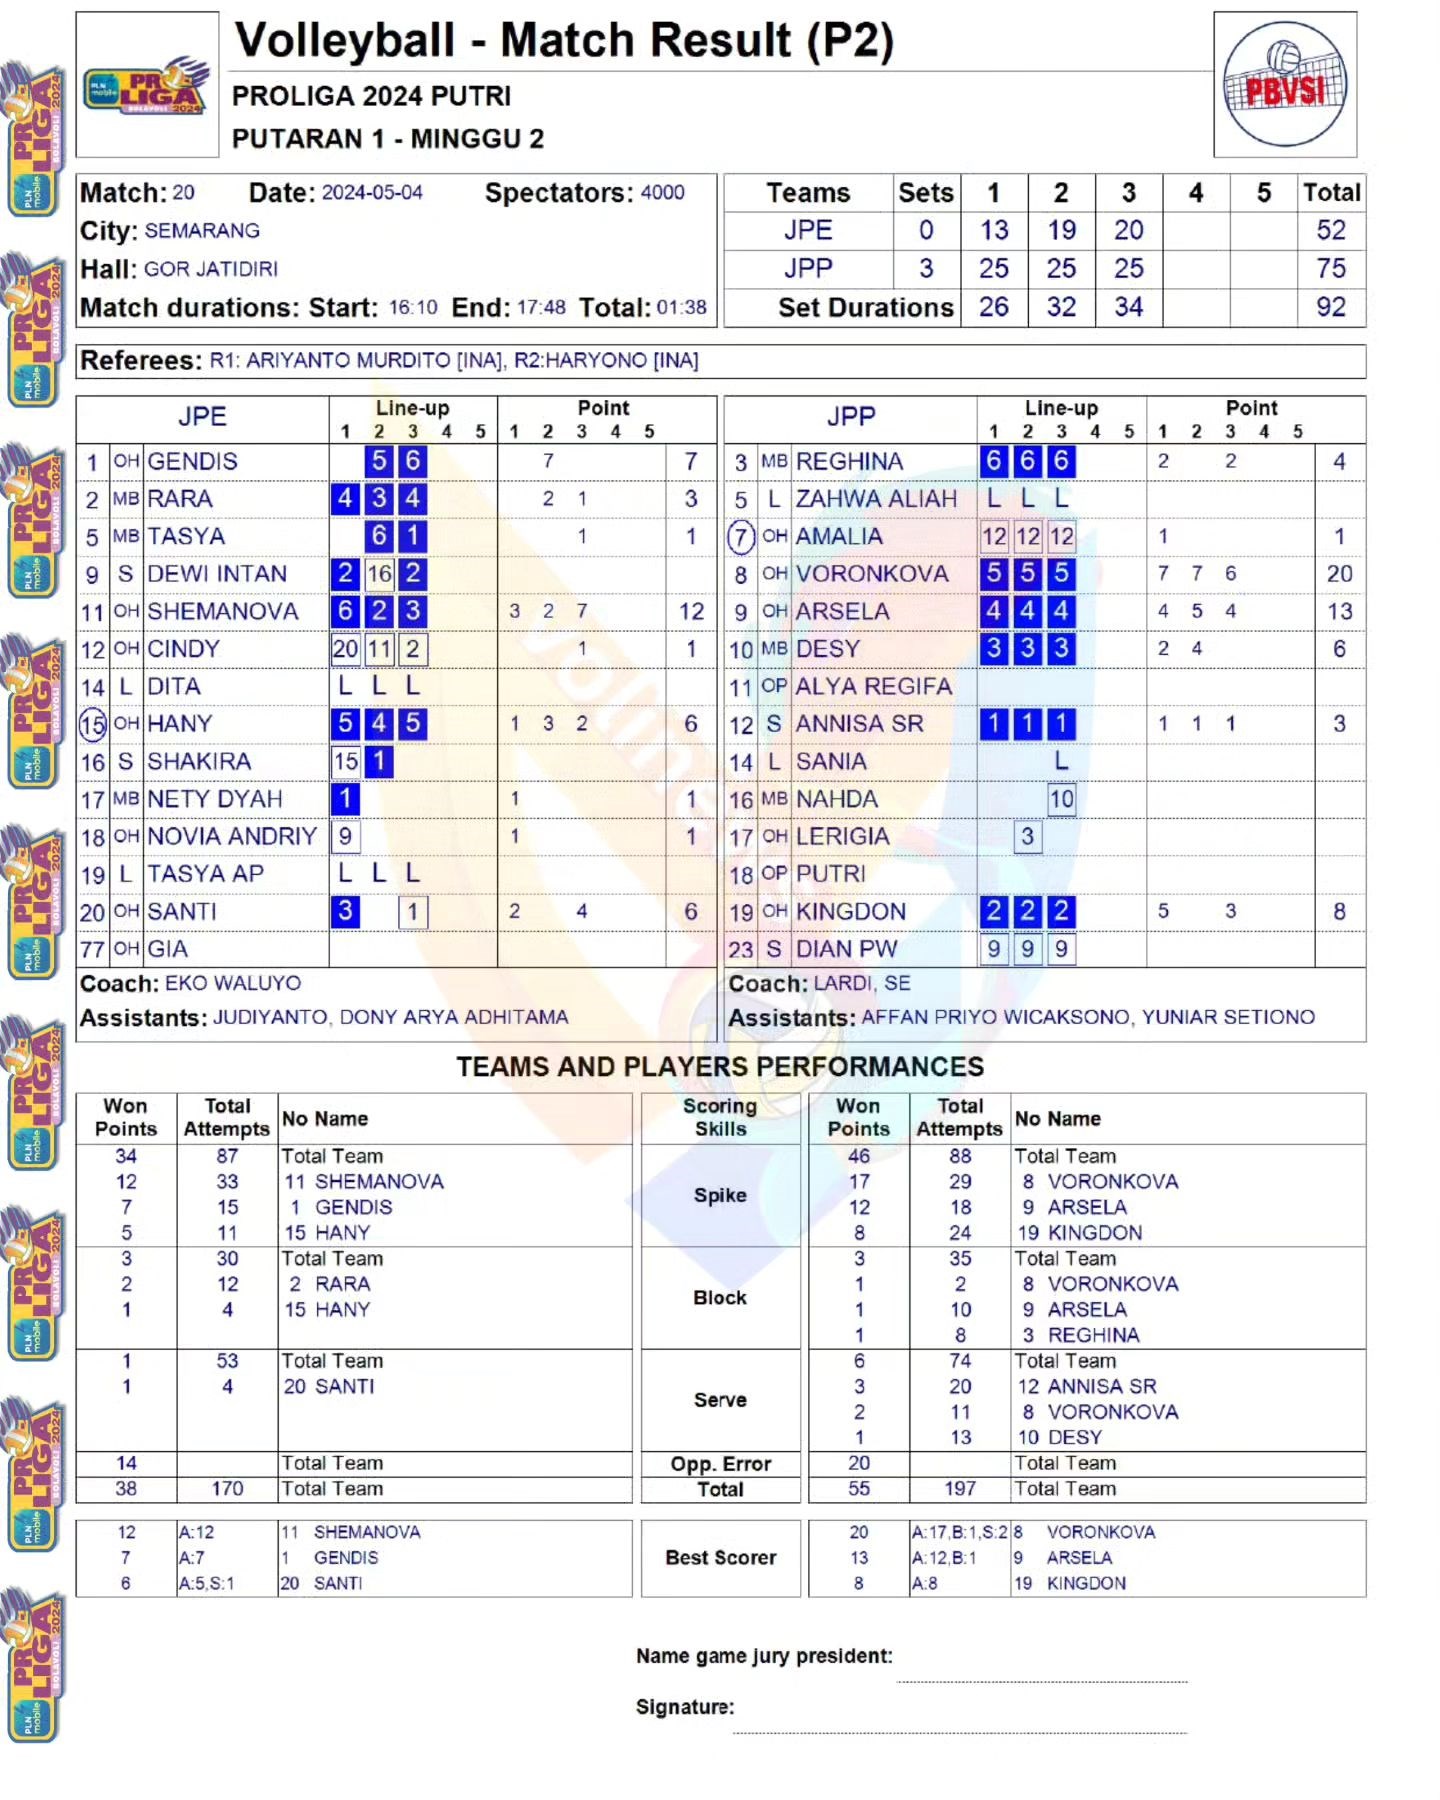 Volleyball - Match Result (P2)
PLN mobile PROLIGA BOLAVOLI 2024
PROLIGA 2024 PUTRI
PUTARAN 1 - MINGGU 2
PBVSI
Match: 20 Date: 2024-05-04 Spectators: 4000
City: SEMARANG
Hall: GOR JATIDIRI
Match durations: Start: 16:10 End: 17:48 Total: 01:38
Teams Sets 1 2 3 4 5 Total
JPE 0 13 19 20 52
JPP 3 25 25 25 75
Set Durations 26 32 34 92
Referees: R1: ARIYANTO MURDITO [INA], R2:HARYONO [INA]
JPE Line-up Point
1 2 3 4 5 1 2 3 4 5
1 OH GENDIS 5 6 7 7
2 MB RARA 4 3 4 2 1 3
5 MB TASYA 6 1 1 1
9 S DEWI INTAN 2 16 2
11 OH SHEMANOVA 6 2 3 3 2 7 12
12 OH CINDY 20 11 2 1 1
14 L DITA L L L
15 OH HANY 5 4 5 1 3 2 6
16 S SHAKIRA 15 1
17 MB NETY DYAH 1 1 1
18 OH NOVIA ANDRIY 9 1 1
19 L TASYA AP L L L
20 OH SANTI 3 1 2 4 6
77 OH GIA
Coach: EKO WALUYO
Assistants: JUDIYANTO, DONY ARYA ADHITAMA
JPP Line-up Point
1 2 3 4 5 1 2 3 4 5
3 MB REGHINA 6 6 6 2 2 4
5 L ZAHWA ALIAH L L L
7 OH AMALIA 12 12 12 1 1
8 OH VORONKOVA 5 5 5 7 7 6 20
9 OH ARSELA 4 4 4 4 5 4 13
10 MB DESY 3 3 3 2 4 6
11 OP ALYA REGIFA
12 S ANNISA SR 1 1 1 1 1 1 3
14 L SANIA L
16 MB NAHDA 10
17 OH LERIGIA 3
18 OP PUTRI
19 OH KINGDON 2 2 2 5 3 8
23 S DIAN PW 9 9 9
Coach: LARDI, SE
Assistants: AFFAN PRIYO WICAKSONO, YUNIAR SETIONO
TEAMS AND PLAYERS PERFORMANCES
Won Points Total Attempts No Name Scoring Skills Won Points Total Attempts No Name
34 87 Total Team 46 88 Total Team
12 33 11 SHEMANOVA 17 29 8 VORONKOVA
Spike
7 15 1 GENDIS 12 18 9 ARSELA
5 11 15 HANY 8 24 19 KINGDON
3 30 Total Team 3 35 Total Team
2 12 2 RARA 1 2 8 VORONKOVA
Block
1 4 15 HANY 1 10 9 ARSELA
1 8 3 REGHINA
1 53 Total Team 6 74 Total Team
1 4 20 SANTI 3 20 12 ANNISA SR
Serve
2 11 8 VORONKOVA
1 13 10 DESY
14 Total Team Opp. Error 20 Total Team
38 170 Total Team Total 55 197 Total Team
12 A:12 11 SHEMANOVA 20 A:17,B:1,S:2 8 VORONKOVA
7 A:7 1 GENDIS Best Scorer 13 A:12,B:1 9 ARSELA
6 A:5,S:1 20 SANTI 8 A:8 19 KINGDON
Name game jury president:
Signature: